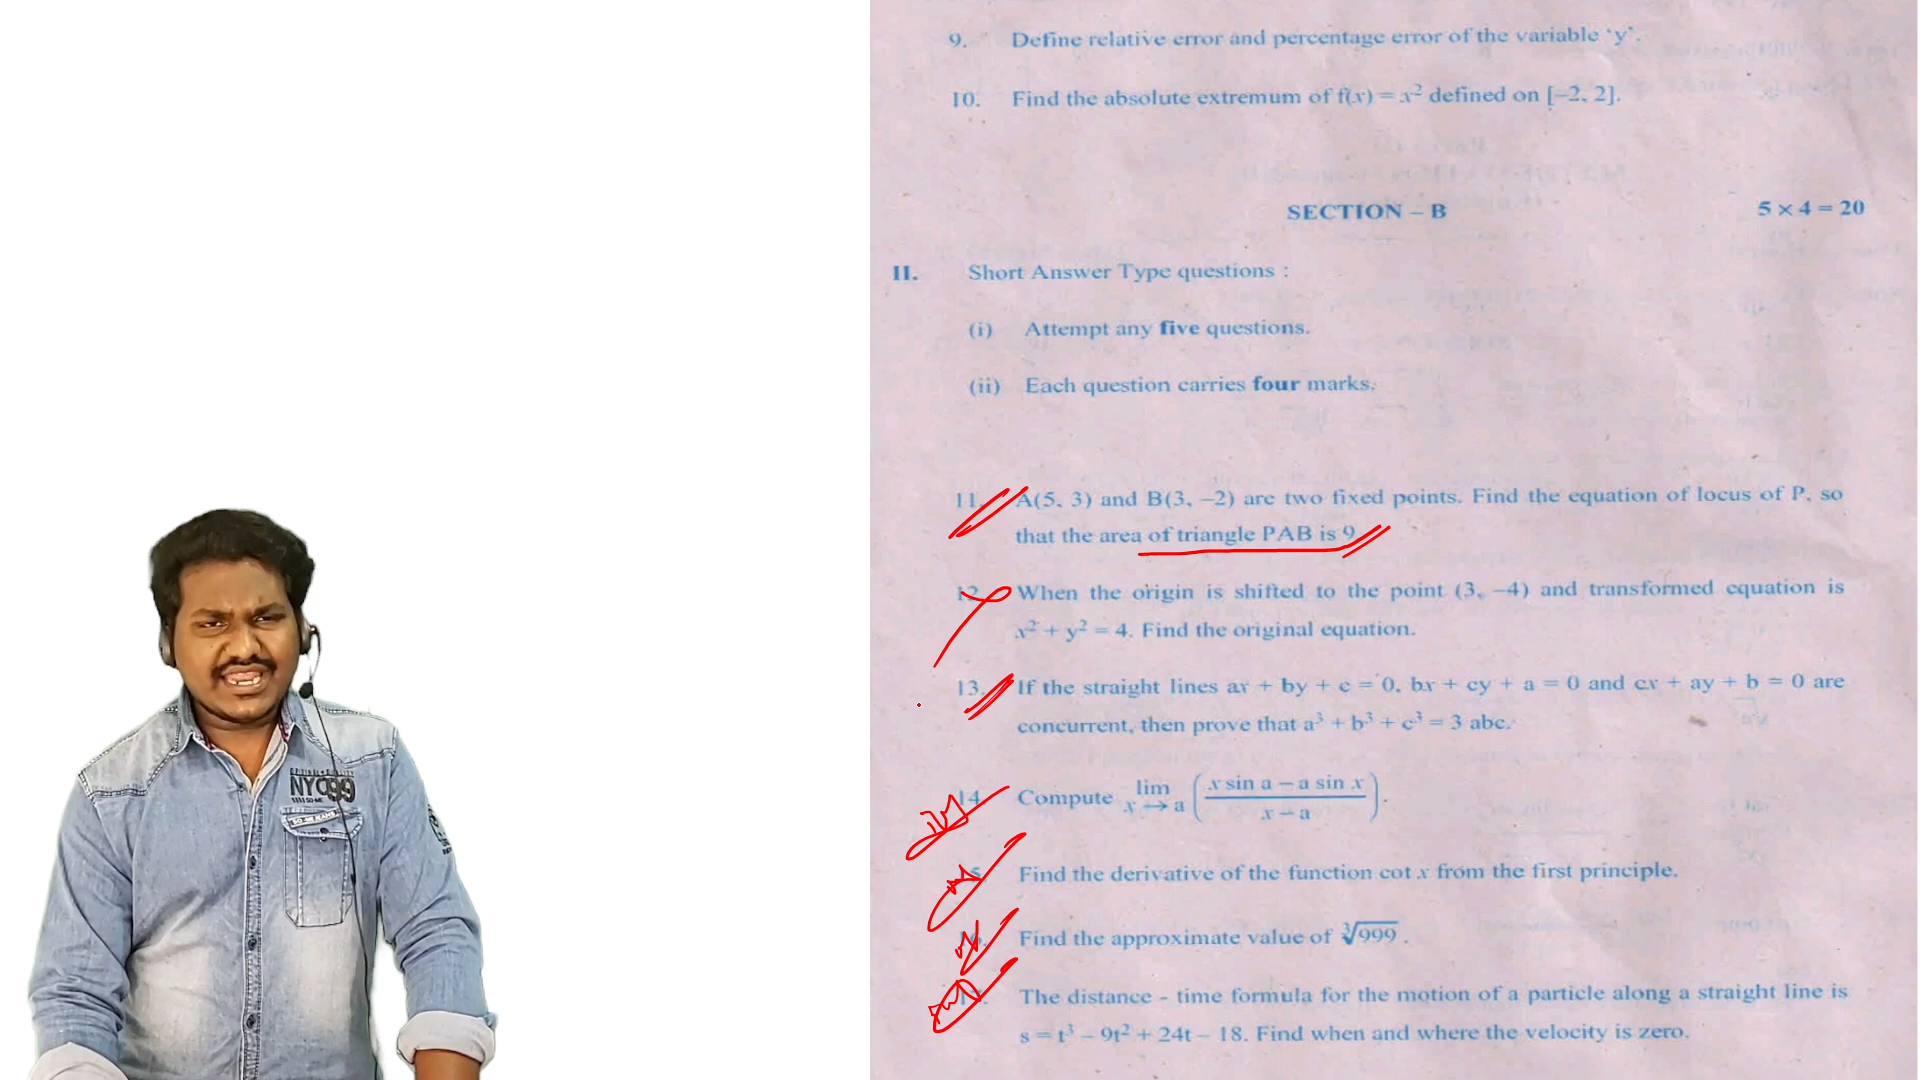 9. Define relative error and percentage error of the variable ‘y’.
10. Find the absolute extremum of f(x) = x² defined on [–2, 2].
SECTION – B 5 × 4 = 20
II. Short Answer Type questions :
(i) Attempt any five questions.
(ii) Each question carries four marks.
11. A(5, 3) and B(3, –2) are two fixed points. Find the equation of locus of P, so
that the area of triangle PAB is 9
12. When the origin is shifted to the point (3, –4) and transformed equation is
x² + y² = 4. Find the original equation.
13. If the straight lines ax + by + c = 0, bx + cy + a = 0 and cx + ay + b = 0 are
concurrent, then prove that a³ + b³ + c³ = 3 abc.
14. Compute lim x → a ( (x sin a – a sin x) / (x – a) ).
15. Find the derivative of the function cot x from the first principle.
16. Find the approximate value of ∛999 .
17. The distance - time formula for the motion of a particle along a straight line is
s = t³ – 9t² + 24t – 18. Find when and where the velocity is zero.
NYC99